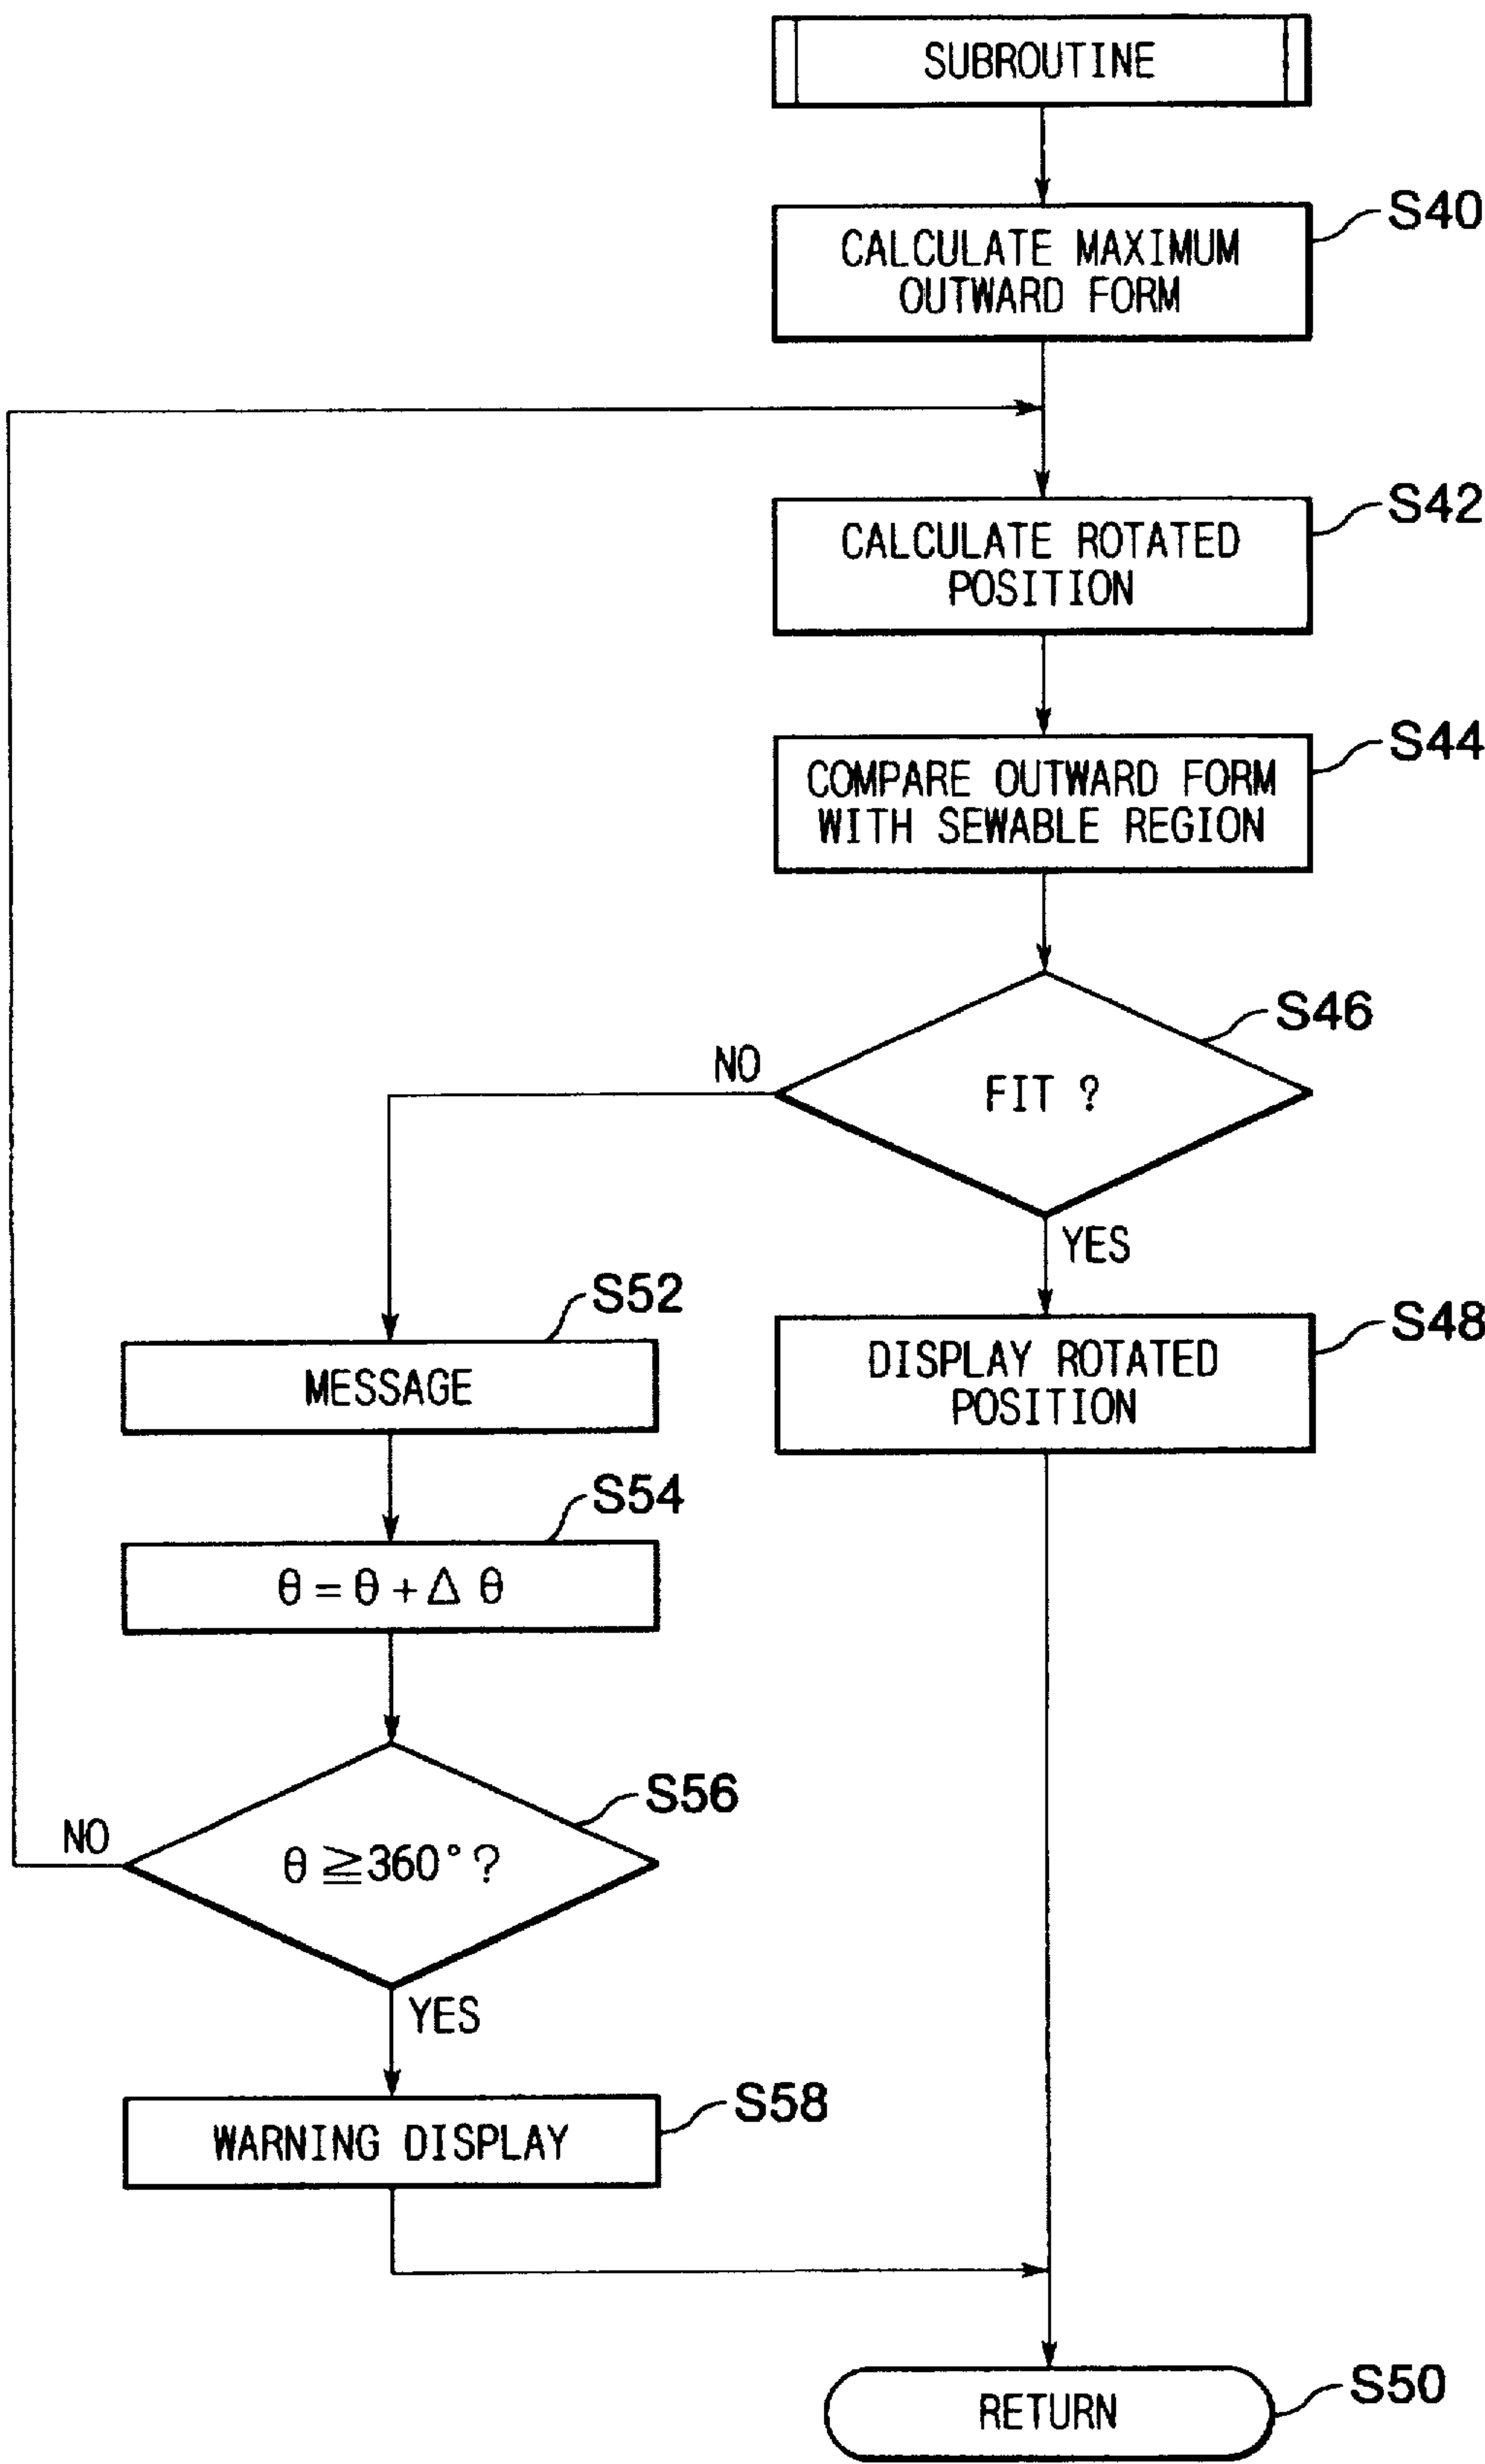 SUBROUTINE
S40
CALCULATE MAXIMUM
OUTWARD FORM
S42
CALCULATE ROTATED
POSITION
S44
COMPARE OUTWARD FORM
WITH SEWABLE REGION
S46
NO
FIT ?
YES
S48
DISPLAY ROTATED
POSITION
S52
MESSAGE
S54
θ = θ + Δ θ
S56
NO
θ ≧ 360° ?
YES
S58
WARNING DISPLAY
S50
RETURN